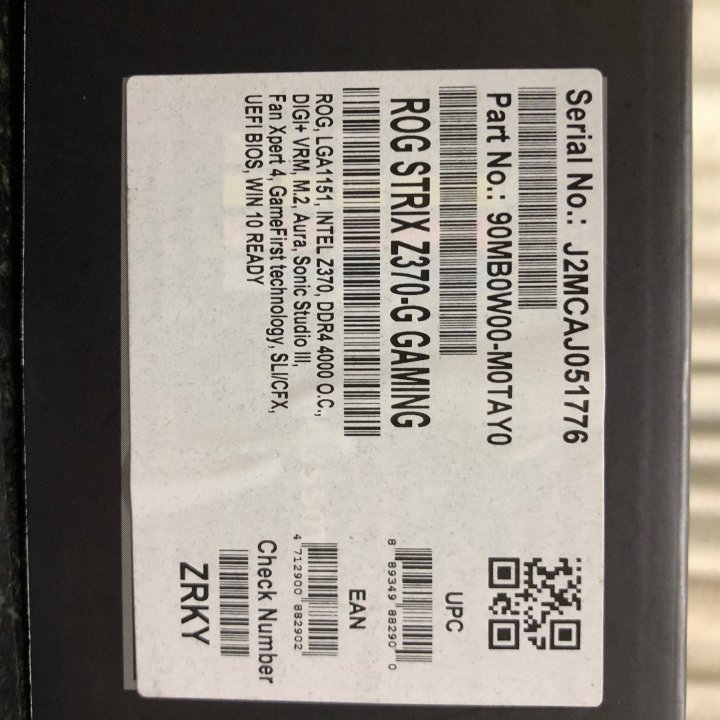 Serial No.: J2MCAJ051776
Part No.: 90MB0W00-M0TAY0
ROG STRIX Z370-G GAMING
ROG, LGA1151, INTEL Z370, DDR4 4000 O.C.,
DIGI+ VRM, M.2, Aura, Sonic Studio III,
Fan Xpert 4, GameFirst technology, SLI/CFX,
UEFI BIOS, WIN 10 READY
UPC
8 89349 88290 0
EAN
4 712900 882902
Check Number
ZRKY